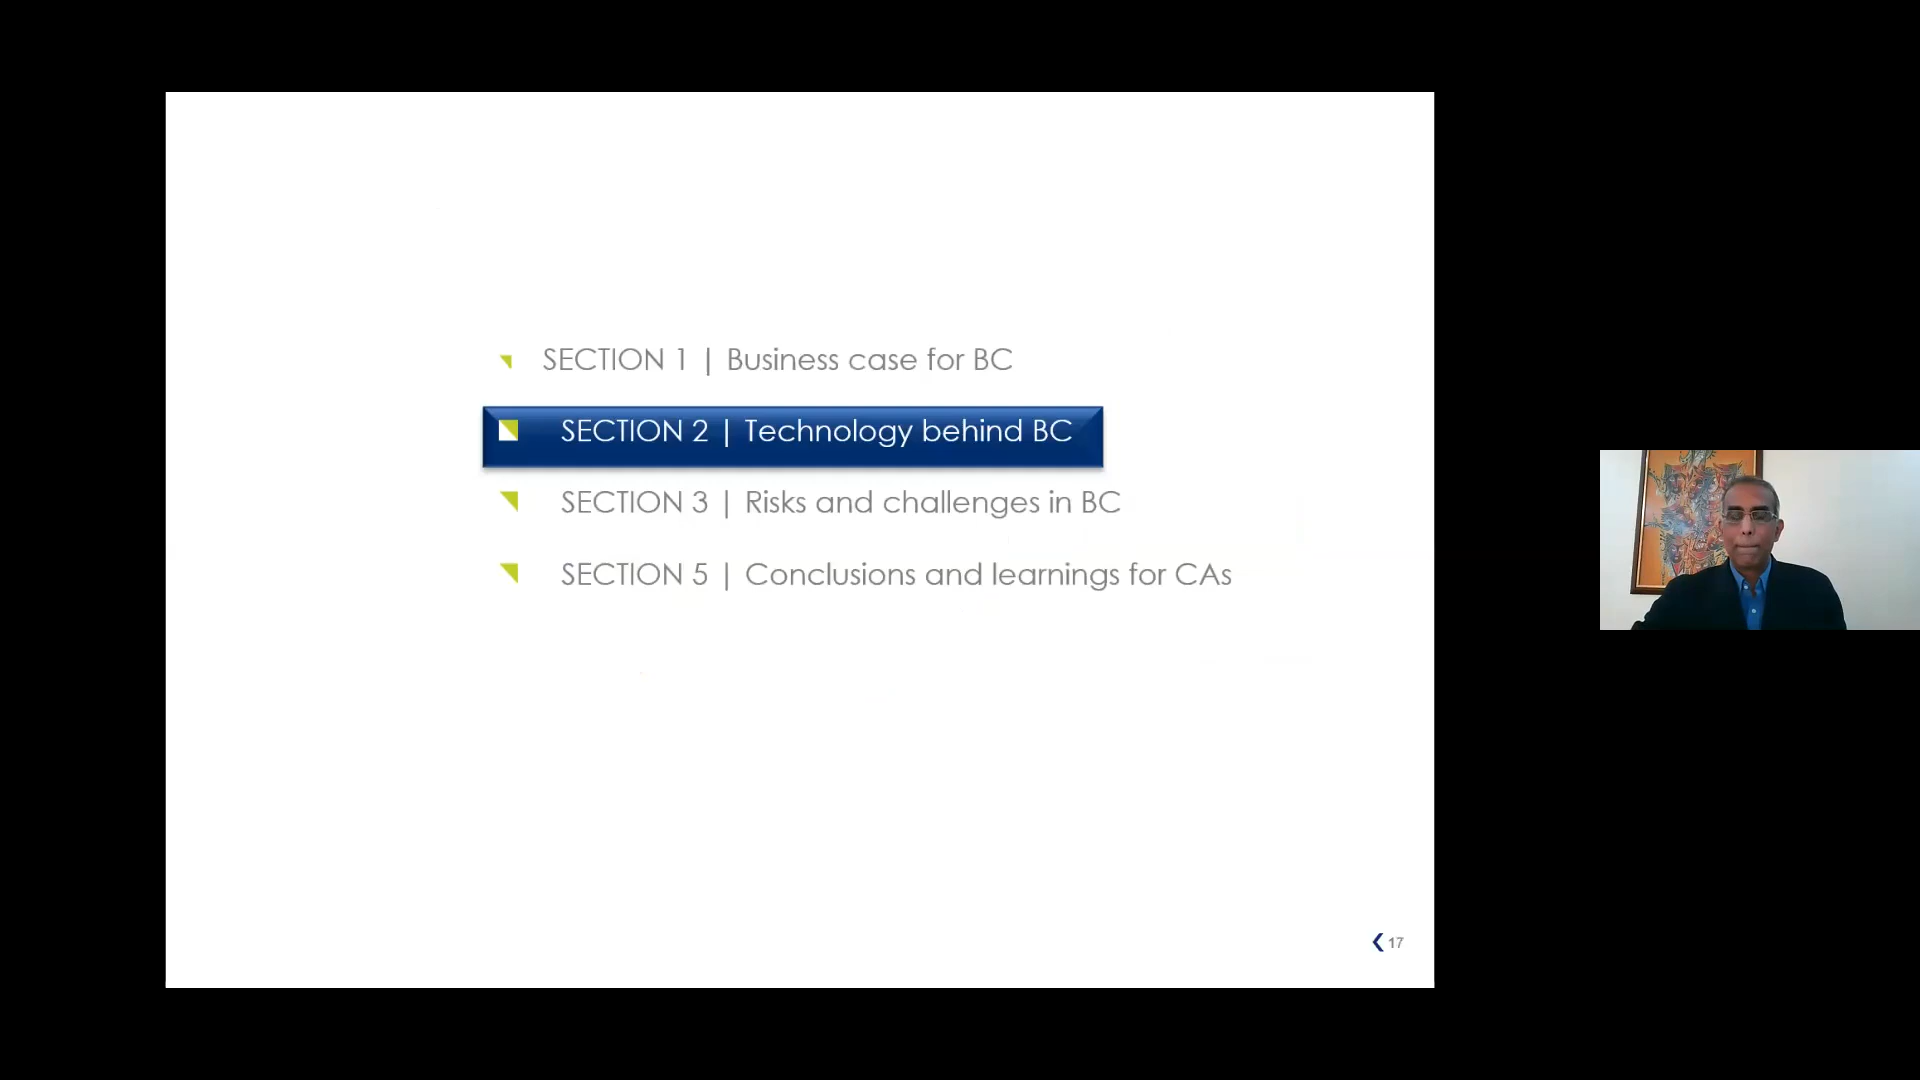 SECTION 1 | Business case for BC
SECTION 2 | Technology behind BC
SECTION 3 | Risks and challenges in BC
SECTION 5 | Conclusions and learnings for CAs
17